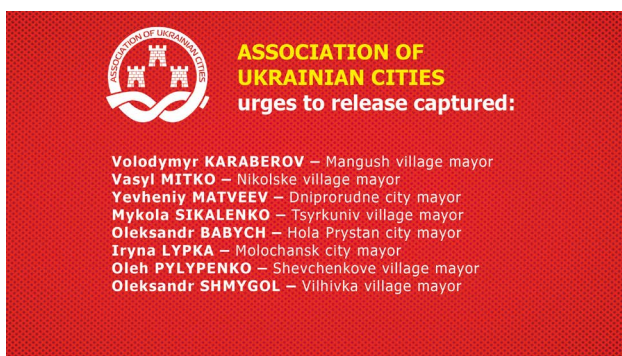 ASSOCIATION OF UKRAINIAN CITIES
ASSOCIATION OF
UKRAINIAN CITIES
urges to release captured:
Volodymyr KARABEROV – Mangush village mayor
Vasyl MITKO – Nikolske village mayor
Yevheniy MATVEEV – Dniprorudne city mayor
Mykola SIKALENKO – Tsyrkuniv village mayor
Oleksandr BABYCH – Hola Prystan city mayor
Iryna LYPKA – Molochansk city mayor
Oleh PYLYPENKO – Shevchenkove village mayor
Oleksandr SHMYGOL – Vilhivka village mayor